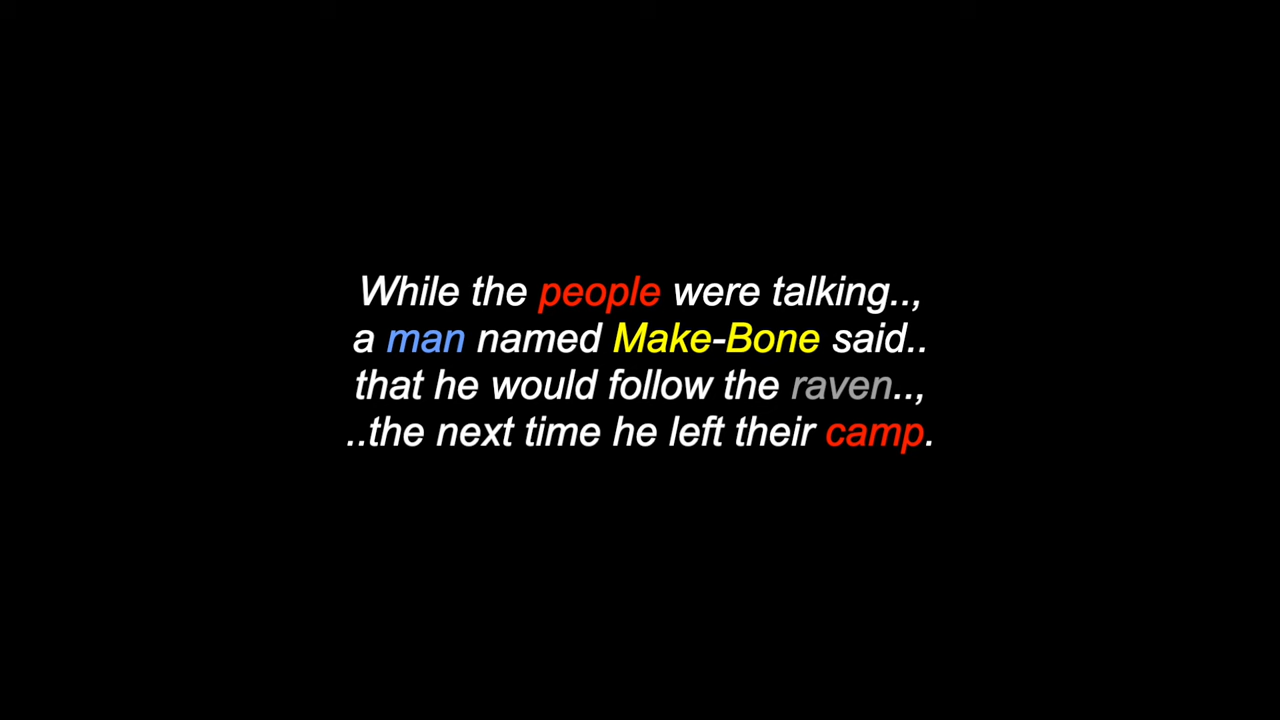 While the people were talking..,
a man named Make-Bone said..
that he would follow the raven..,
..the next time he left their camp.